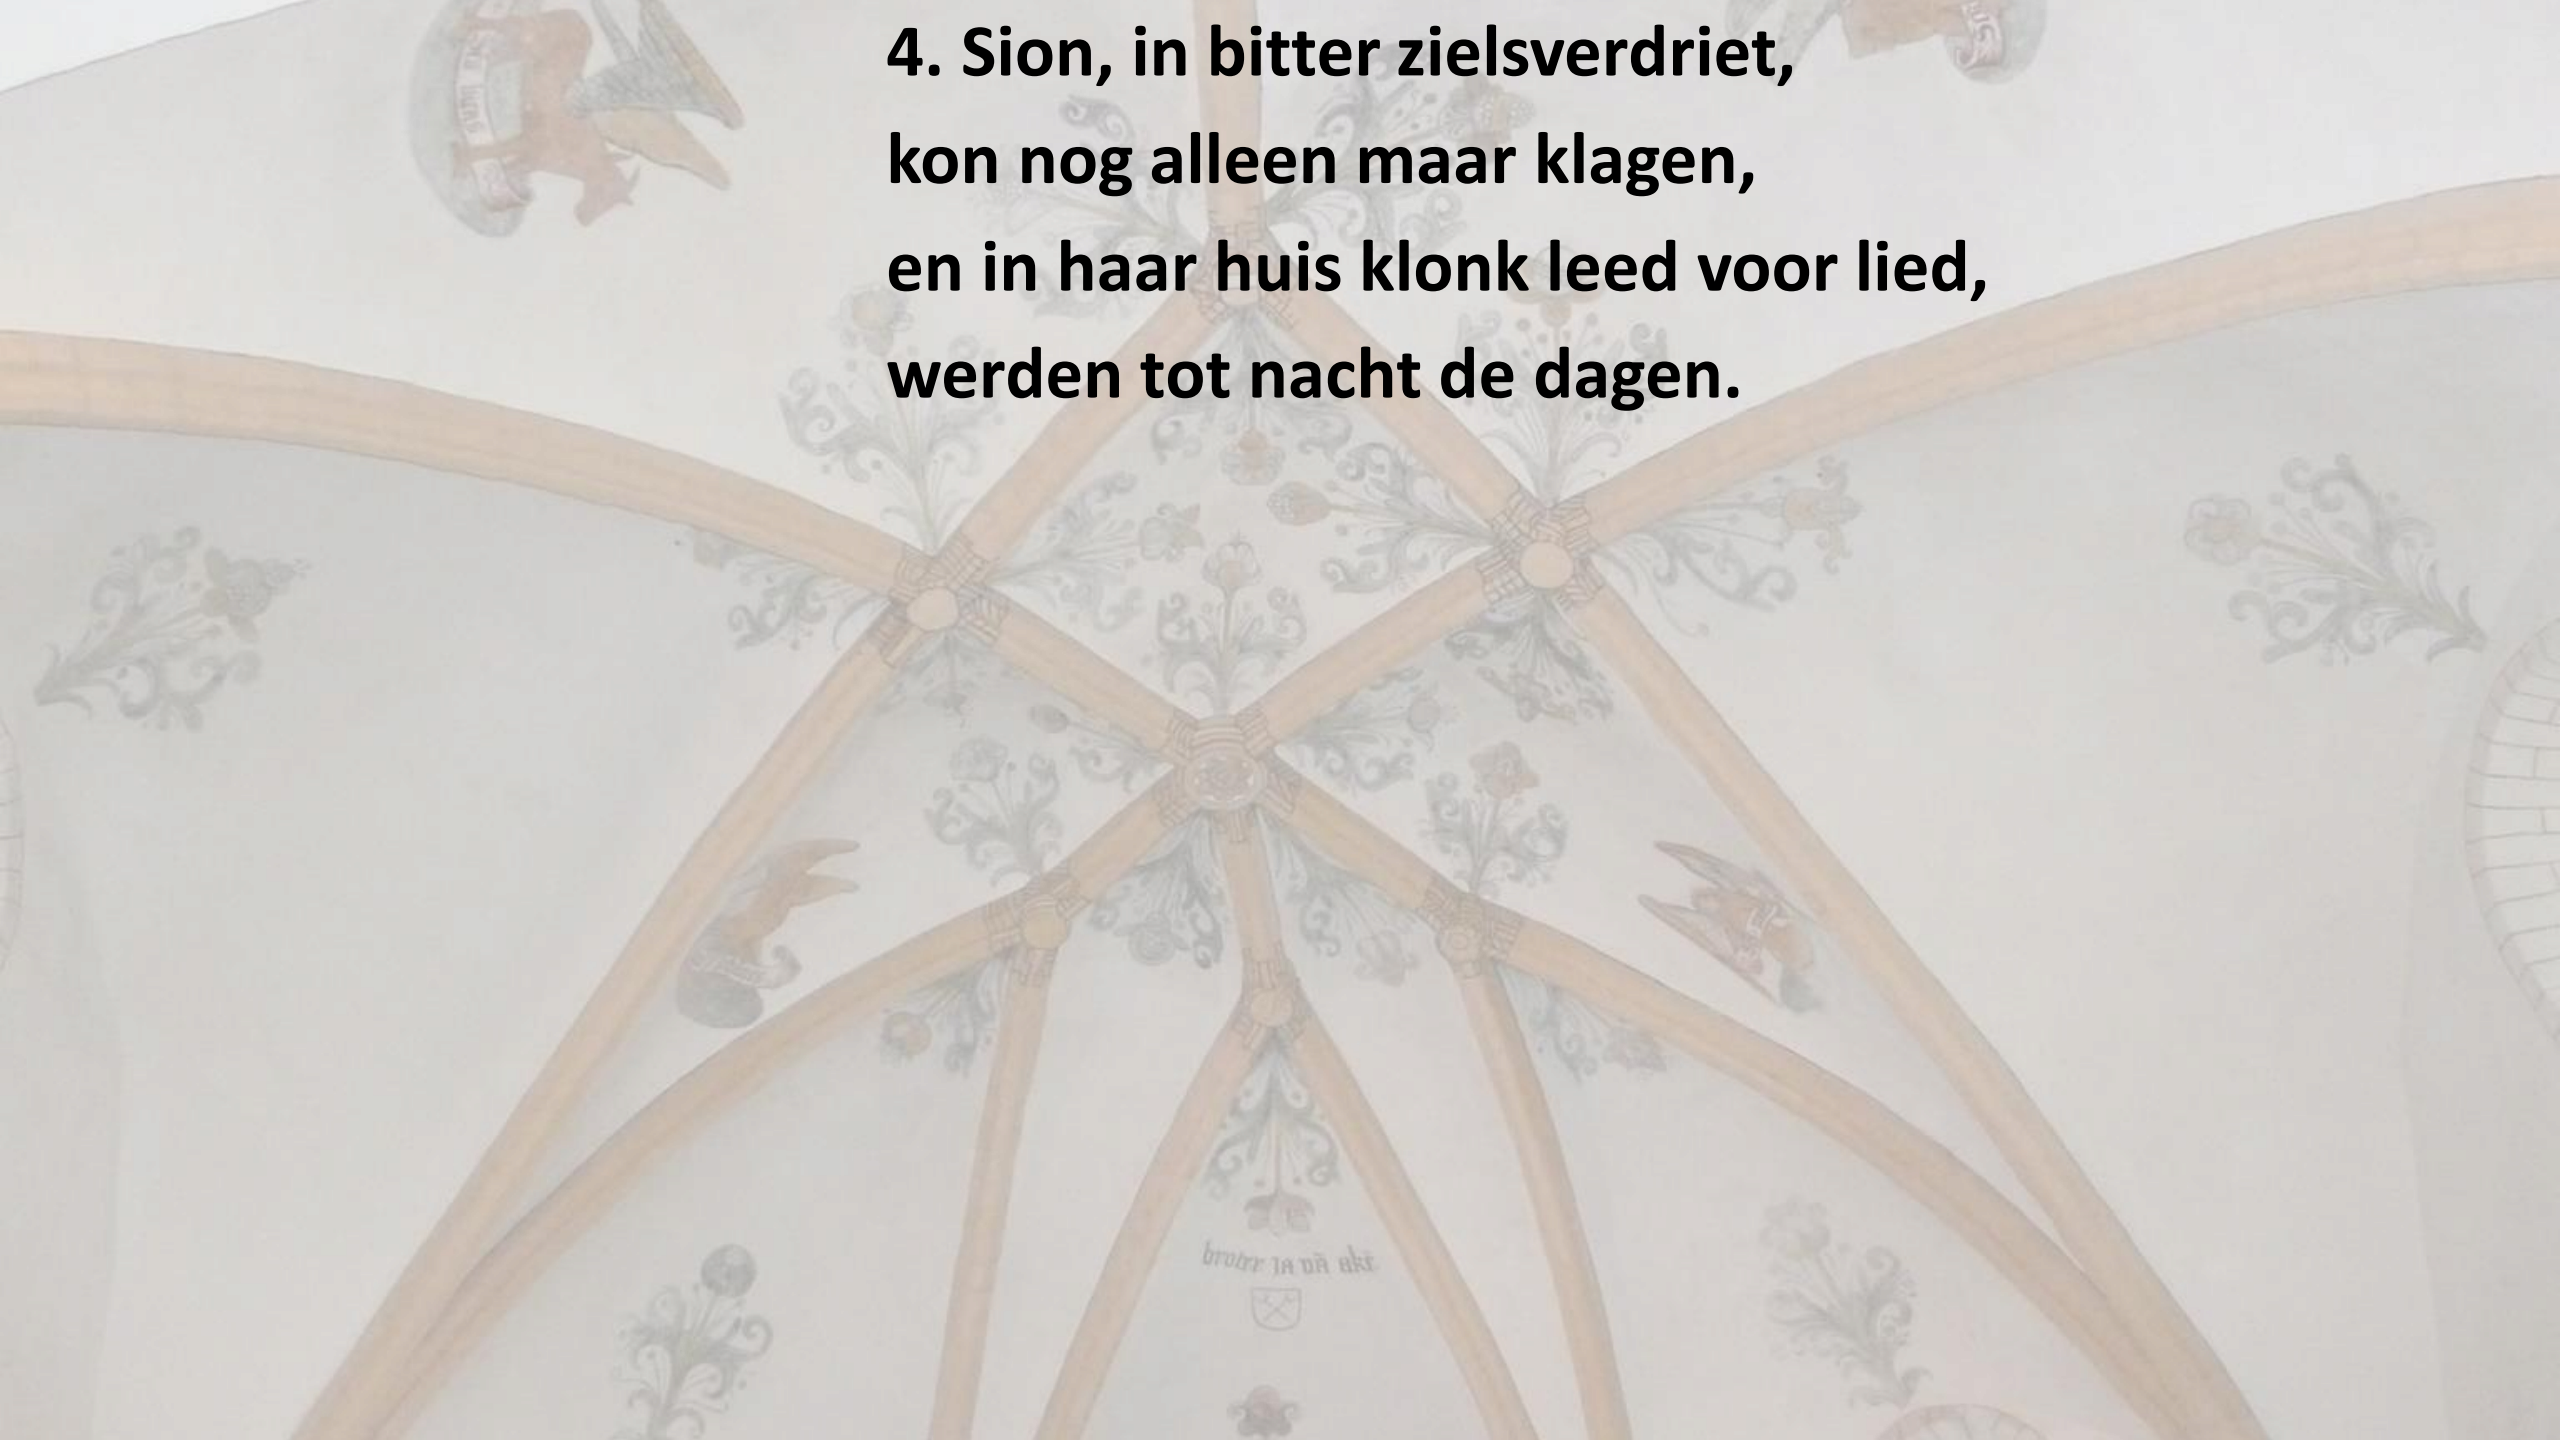 4. Sion, in bitter zielsverdriet,
kon nog alleen maar klagen,
en in haar huis klonk leed voor lied,
werden tot nacht de dagen.